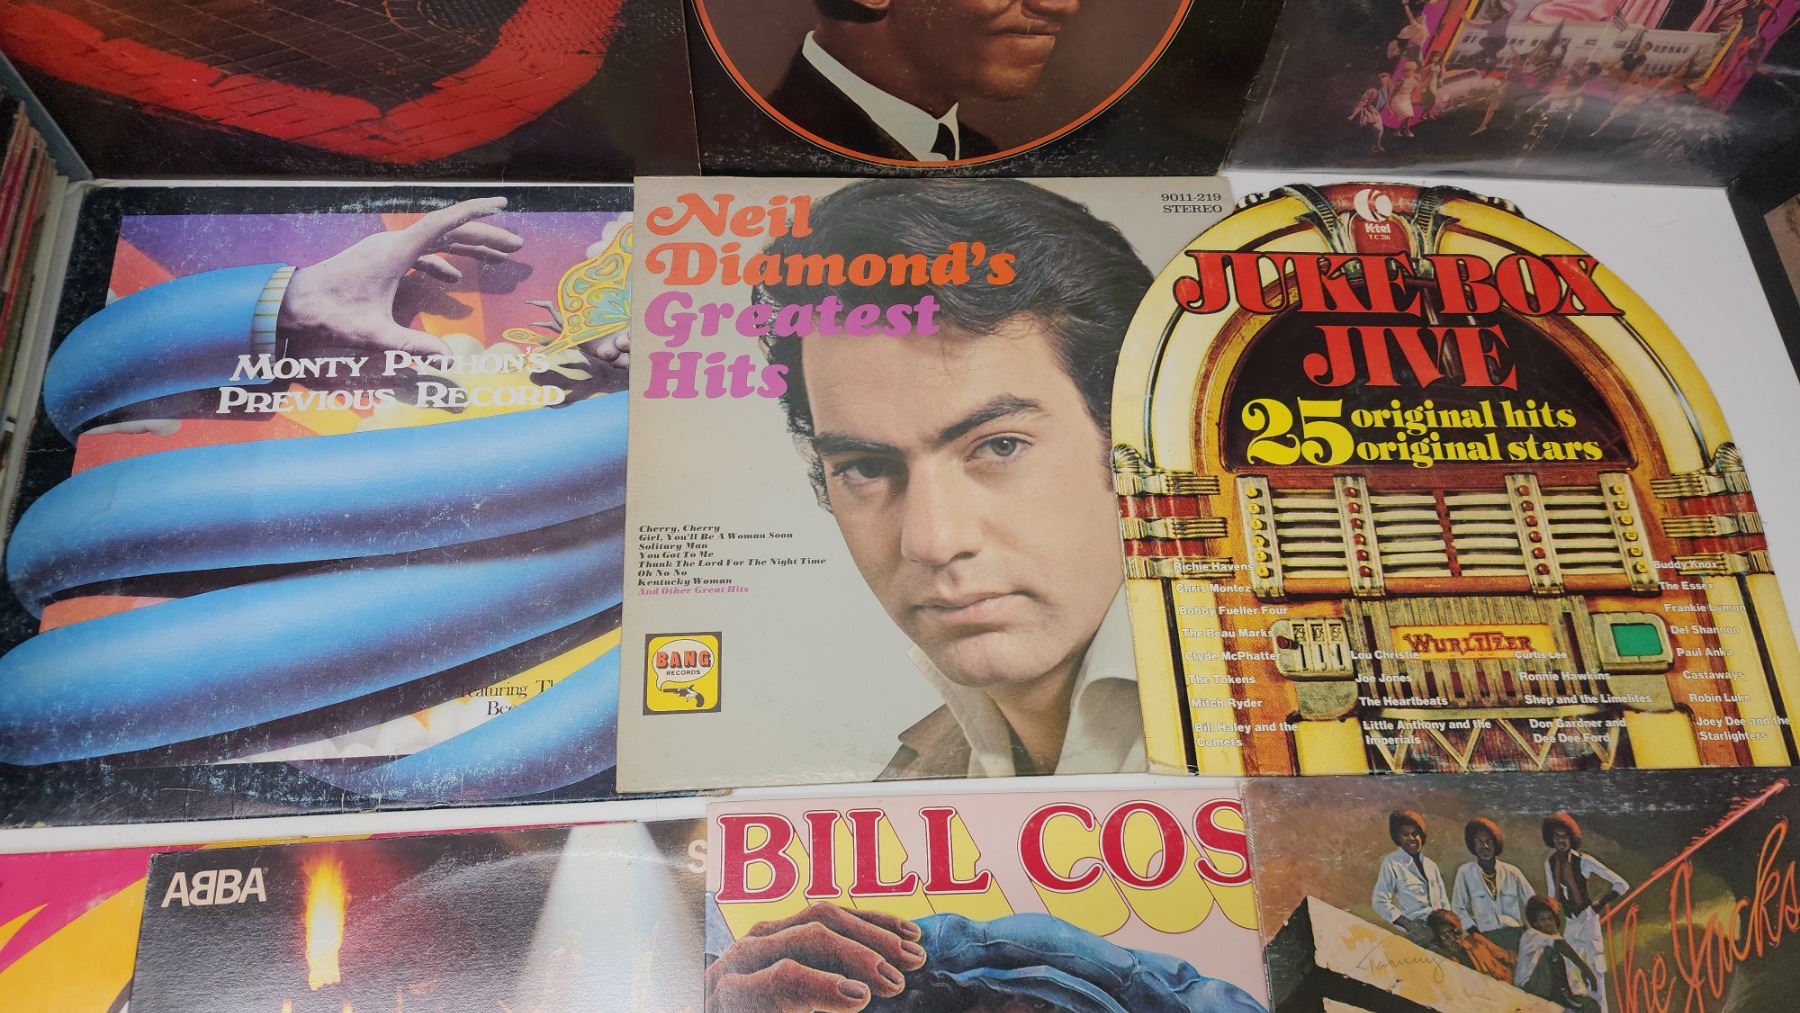 MONTY PYTHON'S
PREVIOUS RECORD
Neil
Diamond's
Greatest
Hits
9011-219
STEREO
Cherry, Cherry
Girl, You'll Be A Woman Soon
Solitary Man
You Got To Me
Thank The Lord For The Night Time
Oh No No
Kentucky Woman
And Other Great Hits
BANG
RECORDS
K-tel
TC 216
JUKE BOX
JIVE
25 original hits
original stars
Richie Havens
Chris Montez
Bobby Fueller Four
The Beau Marks
Clyde McPhatter
The Tokens
Mitch Ryder
Bill Haley and the
Comets
WURLITZER
Lou Christie
Joe Jones
The Heartbeats
Little Anthony and the
Imperials
Curtis Lee
Ronnie Hawkins
Shep and the Limelites
Don Gardner and
Dee Dee Ford
Buddy Knox
The Essex
Frankie Lymon
Del Shannon
Paul Anka
Castaways
Robin Luke
Joey Dee and the
Starlighters
ABBA
BILL COS
The Jacks
Tammy